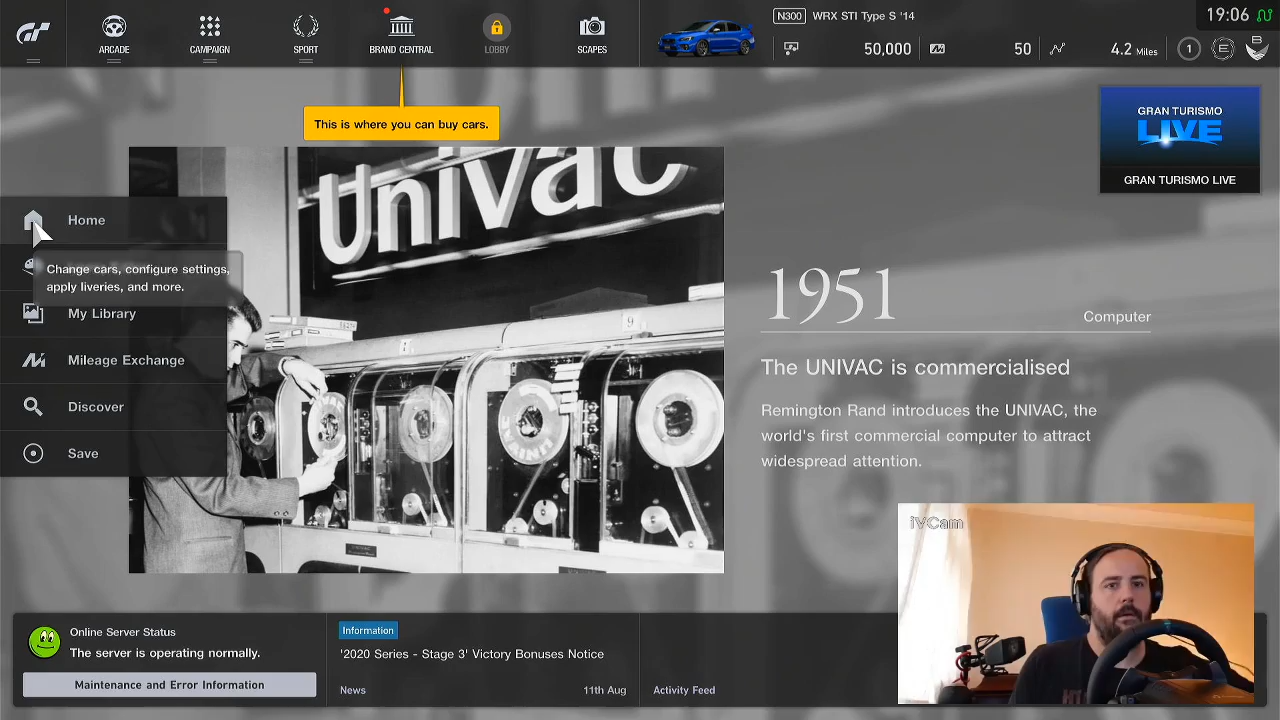 ARCADE
CAMPAIGN
SPORT
BRAND CENTRAL
LOBBY
SCAPES
N300 WRX STI Type S '14
50,000
50
4.2 Miles
1
E
B
19:06
This is where you can buy cars.
GRAN TURISMO
LIVE
GRAN TURISMO LIVE
Home
Change cars, configure settings,
apply liveries, and more.
My Library
Mileage Exchange
Discover
Save
Univac
9
1951
Computer
The UNIVAC is commercialised
Remington Rand introduces the UNIVAC, the
world's first commercial computer to attract
widespread attention.
iVCam
Online Server Status
The server is operating normally.
Maintenance and Error Information
Information
'2020 Series - Stage 3' Victory Bonuses Notice
News
11th Aug
Activity Feed